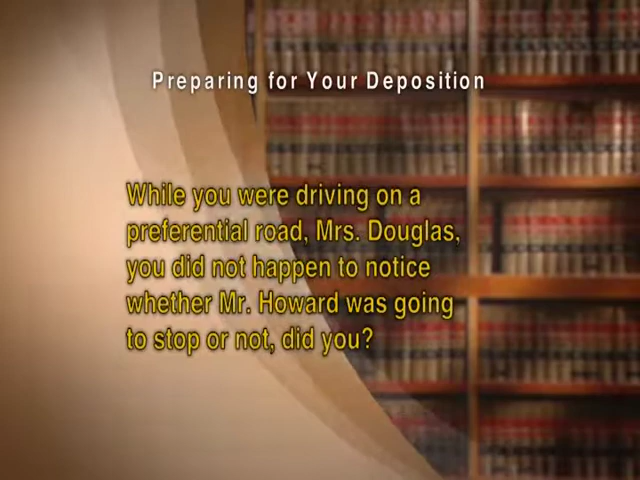 Preparing for Your Deposition
While you were driving on a
preferential road, Mrs. Douglas,
you did not happen to notice
whether Mr. Howard was going
to stop or not, did you?